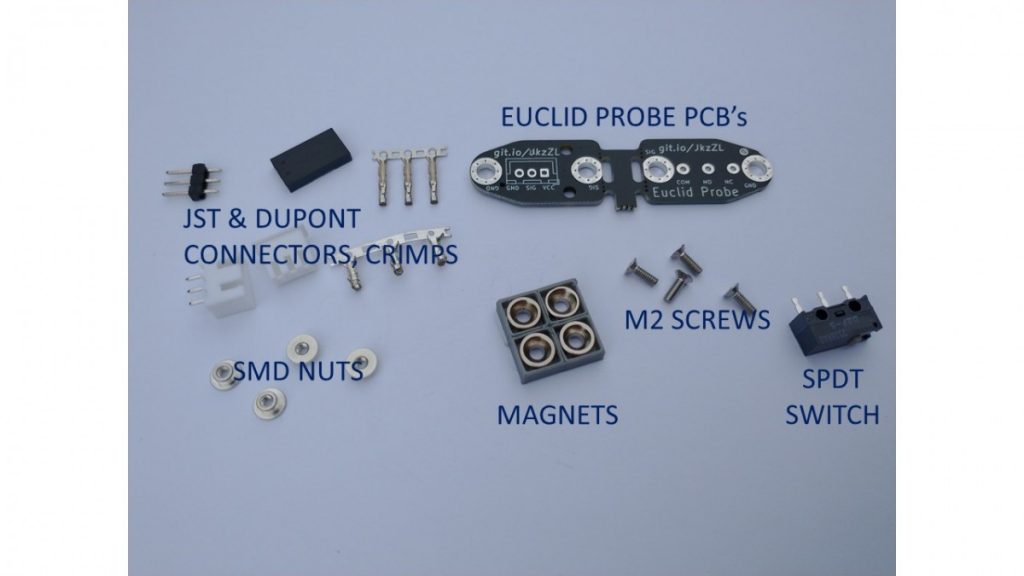 EUCLID PROBE PCB's
git.io/JkzZL
GND GND SIG VCC SIG
SIG git.io/JkzZL
COM NO NC GND
Euclid Probe
JST & DUPONT
CONNECTORS, CRIMPS
M2 SCREWS
SMD NUTS
MAGNETS
SPDT
SWITCH